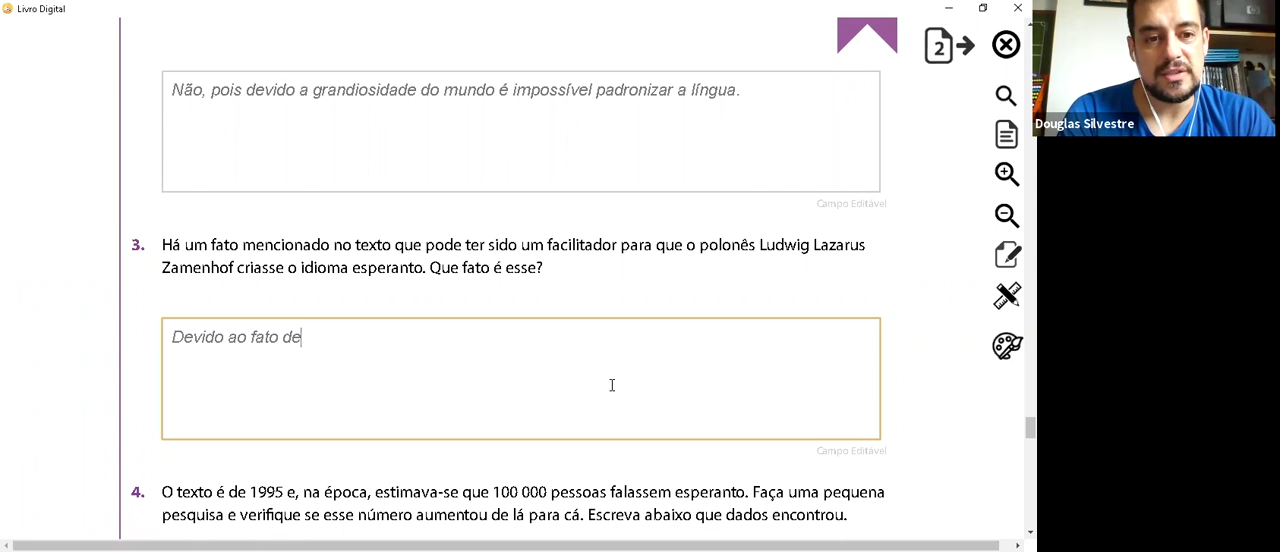 Livro Digital
2
Não, pois devido a grandiosidade do mundo é impossível padronizar a língua.
Douglas Silvestre
Campo Editável
3. Há um fato mencionado no texto que pode ter sido um facilitador para que o polonês Ludwig Lazarus
Zamenhof criasse o idioma esperanto. Que fato é esse?
Devido ao fato de
Campo Editável
4. O texto é de 1995 e, na época, estimava-se que 100 000 pessoas falassem esperanto. Faça uma pequena
pesquisa e verifique se esse número aumentou de lá para cá. Escreva abaixo que dados encontrou.